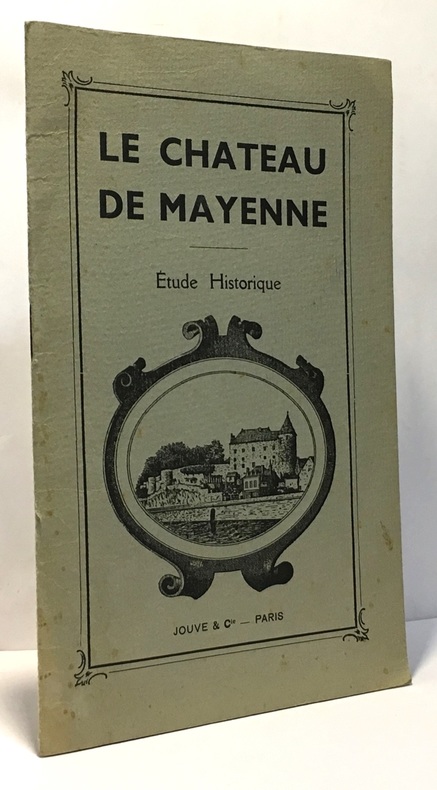 LE CHATEAU
DE MAYENNE
Étude Historique
JOUVE & Cie — PARIS